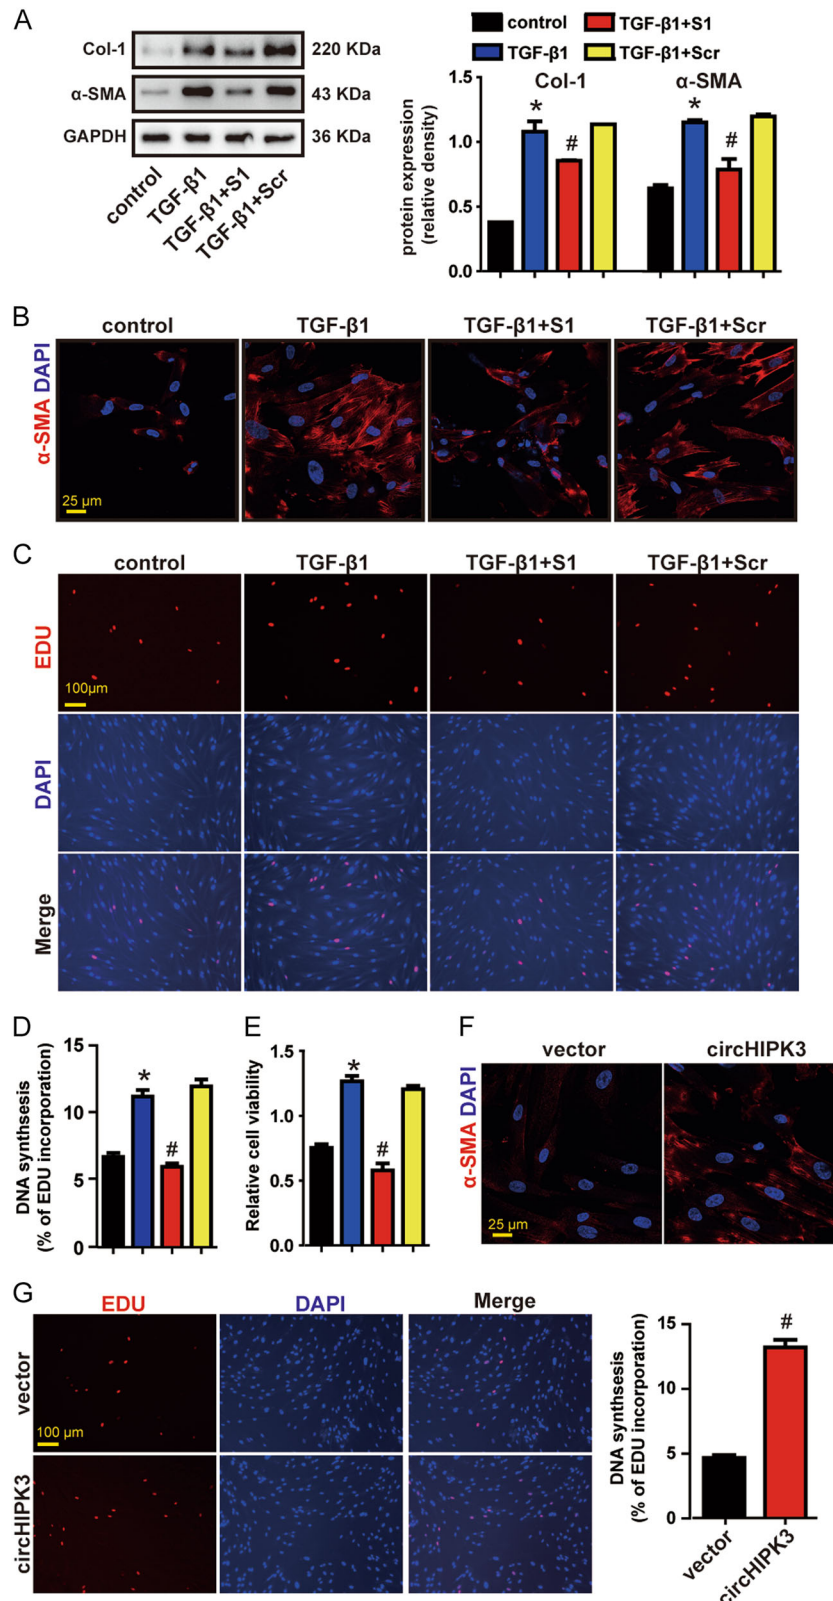 A
Col-1
220 KDa
α-SMA
43 KDa
GAPDH
36 KDa
control
TGF-β1
TGF-β1+S1
TGF-β1+Scr
control
TGF-β1+S1
TGF-β1
TGF-β1+Scr
protein expression
(relative density)
1.5
1.0
0.5
0.0
Col-1
α-SMA
*
#
*
#
B
control
TGF-β1
TGF-β1+S1
TGF-β1+Scr
α-SMA DAPI
25 μm
C
control
TGF-β1
TGF-β1+S1
TGF-β1+Scr
EDU
100μm
DAPI
Merge
D
DNA synthsesis
(% of EDU incorporation)
15
10
5
0
*
#
E
Relative cell viability
1.5
1.0
0.5
0.0
*
#
F
vector
circHIPK3
α-SMA DAPI
25 μm
G
EDU
DAPI
Merge
vector
100 μm
circHIPK3
DNA synthsesis
(% of EDU incorporation)
15
10
5
0
#
vector
circHIPK3